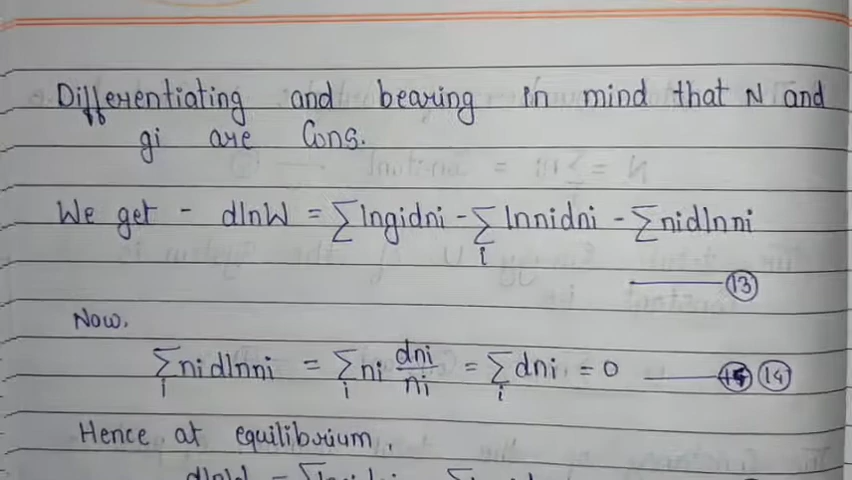 Differentiating and bearing in mind that N and
gi are Cons.
We get - dlnW = ∑lngidni - ∑i lnnidni - ∑nidlnni
13
Now,
∑i nidlnni = ∑i ni dni/ni = ∑i dni = 0 14
Hence at equilibrium,
dlnW =